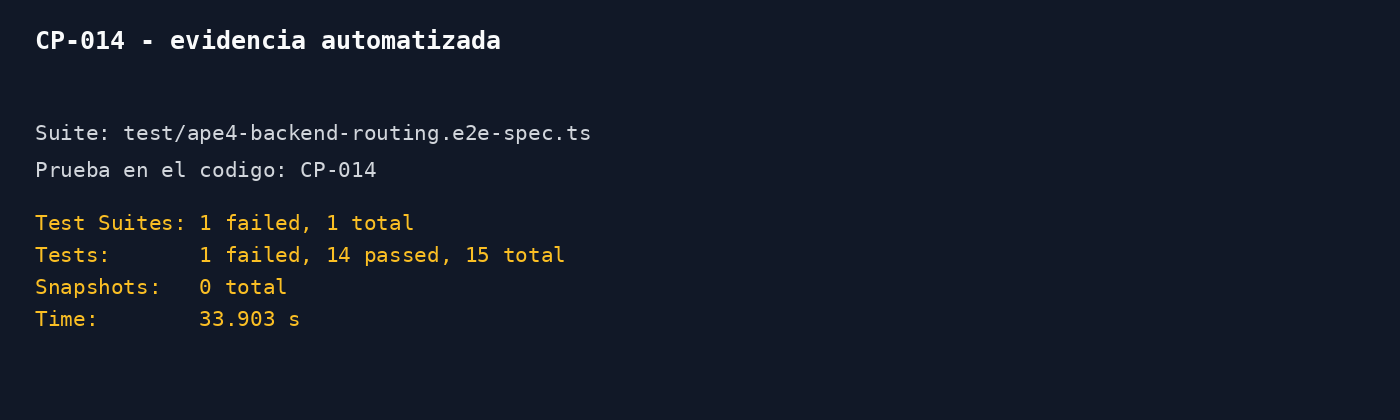 CP-014 - evidencia automatizada
Suite: test/ape4-backend-routing.e2e-spec.ts
Prueba en el codigo: CP-014
Test Suites: 1 failed, 1 total
Tests:       1 failed, 14 passed, 15 total
Snapshots:   0 total
Time:        33.903 s